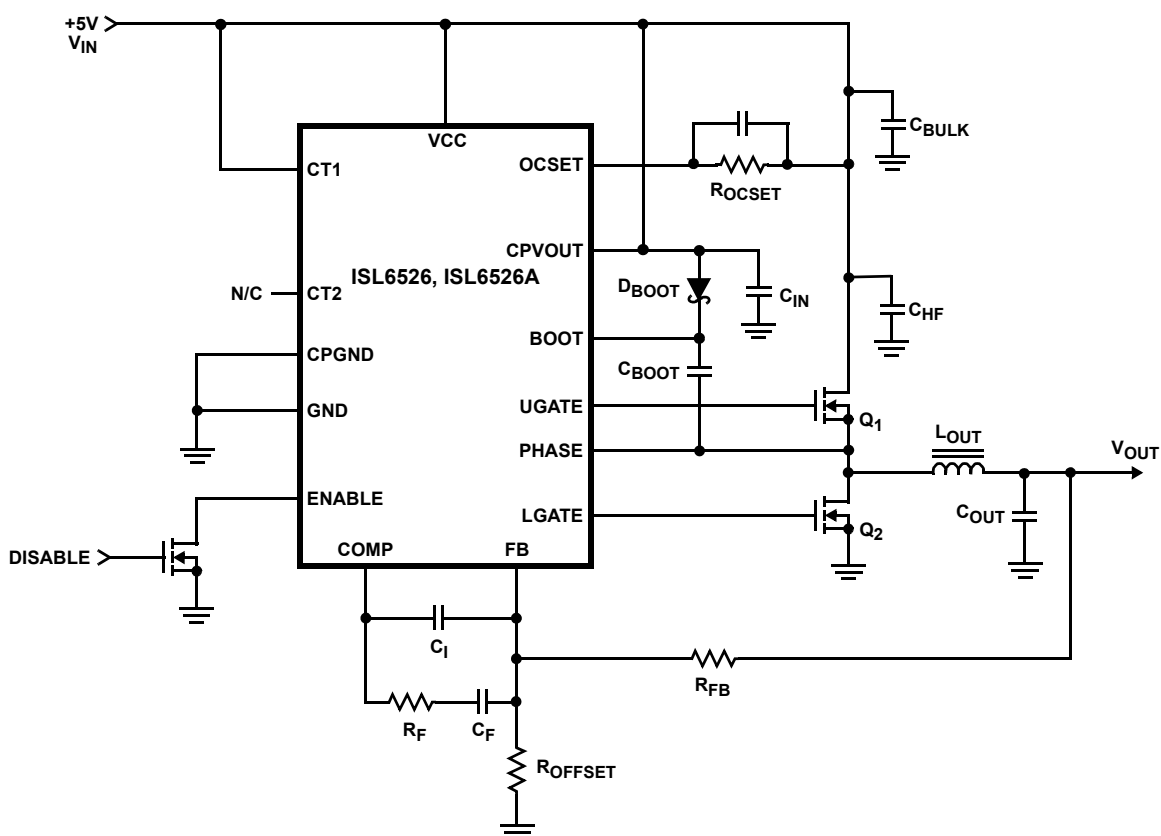 +5V
VIN
VCC
CT1
OCSET
ROCSET
CBULK
CPVOUT
ISL6526, ISL6526A
DBOOT
CIN
CHF
N/C
CT2
BOOT
CBOOT
CPGND
UGATE
Q1
GND
PHASE
LOUT
VOUT
ENABLE
LGATE
Q2
COUT
DISABLE
COMP
FB
CI
RFB
RF
CF
ROFFSET